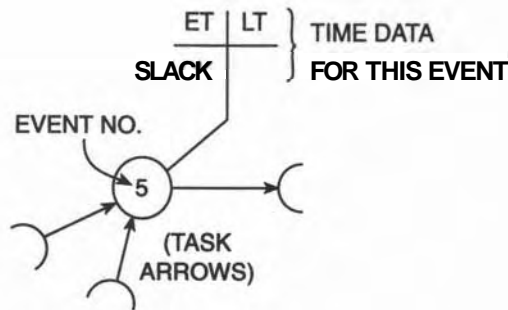 ET LT
TIME DATA
SLACK
FOR THIS EVENT
EVENT NO.
5
(TASK
ARROWS)